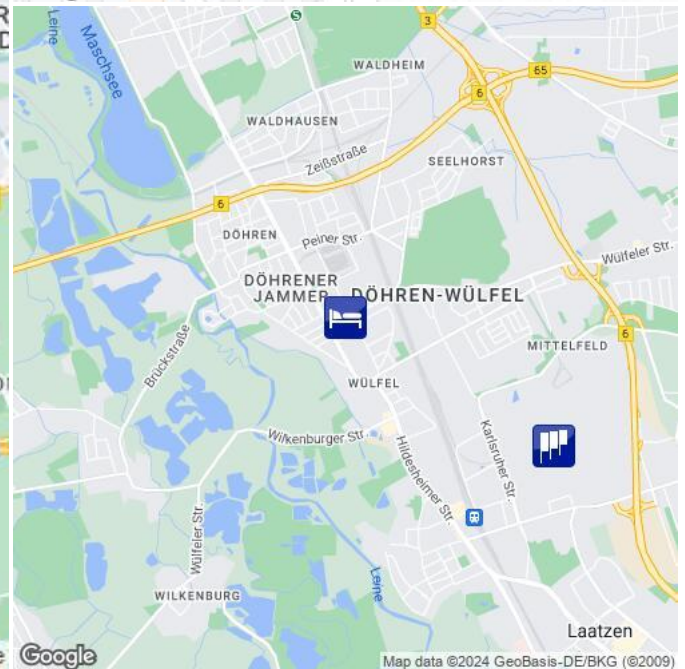 3
65
6
WALDHEIM
Leine
Maschsee
WALDHAUSEN
Zeißstraße
SEELHORST
6
DÖHREN
Peiner Str.
Wülfeler Str.
DÖHRENER
JAMMER
DÖHREN-WÜLFEL
6
MITTELFELD
Brückstraße
WÜLFEL
Wilkenburger Str.
Hildesheimer Str.
Karlsruher Str.
Wülfeler Str.
WILKENBURG
Leine
Laatzen
Google
Map data ©2024 GeoBasis-DE/BKG (©2009)